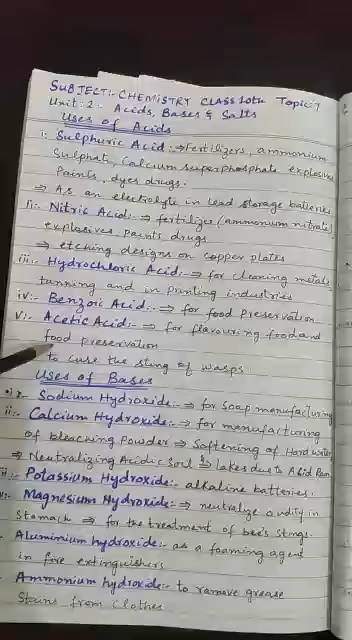 SUBJECT:- CHEMISTRY CLASS 10th Topic 7
Unit: 2:- Acids, Bases & Salts
Uses of Acids
i. Sulphuric Acid:- ⇒ Fertilizers, ammonium
Sulphat, Calcium superphosphate explosive
Paints, dyes drugs.
⇒ As an electrolyte in Lead storage batteries
ii- Nitric Acid:- ⇒ fertilizer (ammonium nitrate)
explosives paints drugs
⇒ etching designs on copper plates
iii:- Hydrochloric Acid:- ⇒ for cleaning metals
tanning and in printing industries
iv:- Benzoic Acid:- ⇒ for food Preservation
v:- Acetic Acid:- ⇒ for flavouring food and
food preservation
to cure the sting of wasps
Uses of Bases
i:- Sodium Hydroxide:- ⇒ for soap manufacturing
ii:- Calcium Hydroxide:- ⇒ for menufacturing
of bleaching Powder ⇒ Softening of Hard water
⇒ Neutralizing Acidic Soil & Lakes due to Acid Rain
Potassium Hydroxide:- alkaline batteries.
Magnesium Hydroxide:- ⇒ neutralize acidity in
Stomach ⇒ for the treatment of bee's stings.
Aluminium hydroxide:- as a foaming agent
in fire extinguishers
Ammonium hydroxide:- to ramove grease
Stains from clothes